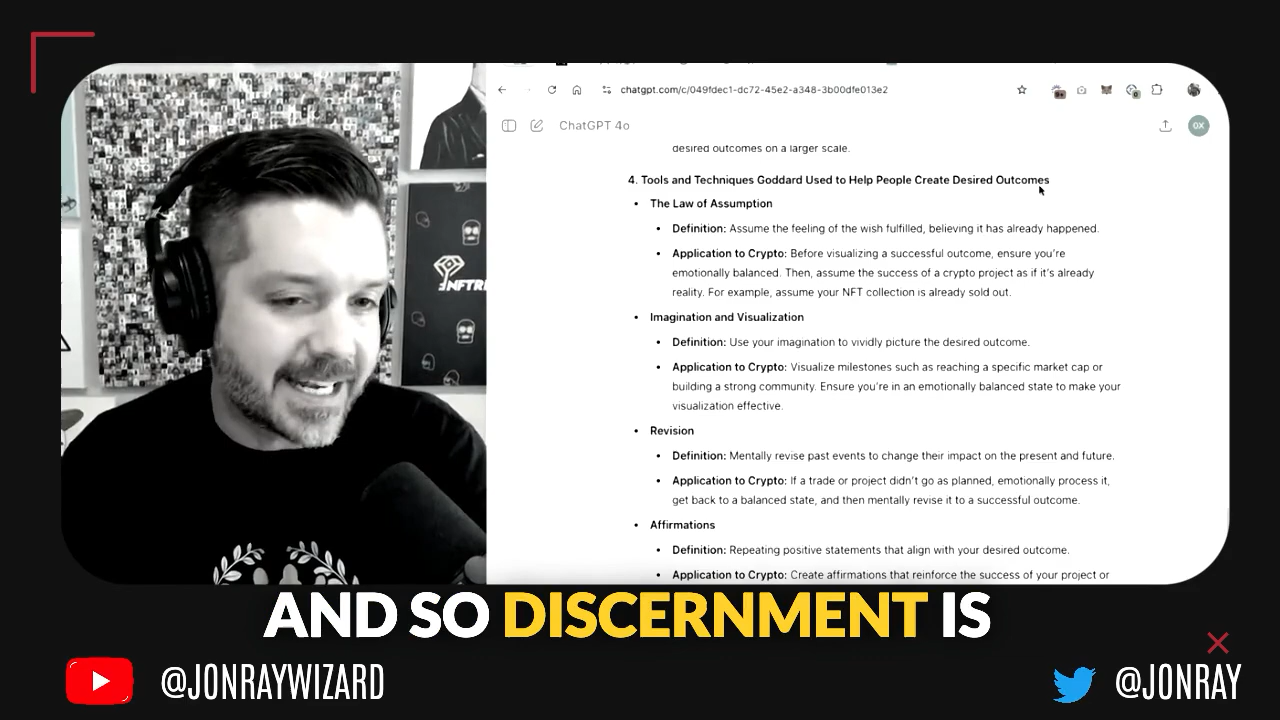 chatgpt.com/c/049fdec1-dc72-45e2-a348-3b00dfe013e2
ChatGPT 4o
GX
desired outcomes on a larger scale.
4. Tools and Techniques Goddard Used to Help People Create Desired Outcomes
• The Law of Assumption
• Definition: Assume the feeling of the wish fulfilled, believing it has already happened.
• Application to Crypto: Before visualizing a successful outcome, ensure you're
emotionally balanced. Then, assume the success of a crypto project as if it's already
reality. For example, assume your NFT collection is already sold out.
• Imagination and Visualization
• Definition: Use your imagination to vividly picture the desired outcome.
• Application to Crypto: Visualize milestones such as reaching a specific market cap or
building a strong community. Ensure you're in an emotionally balanced state to make your
visualization effective.
• Revision
• Definition: Mentally revise past events to change their impact on the present and future.
• Application to Crypto: If a trade or project didn't go as planned, emotionally process it,
get back to a balanced state, and then mentally revise it to a successful outcome.
• Affirmations
• Definition: Repeating positive statements that align with your desired outcome.
• Application to Crypto: Create affirmations that reinforce the success of your project or
AND SO DISCERNMENT IS
@JONRAYWIZARD
@JONRAY